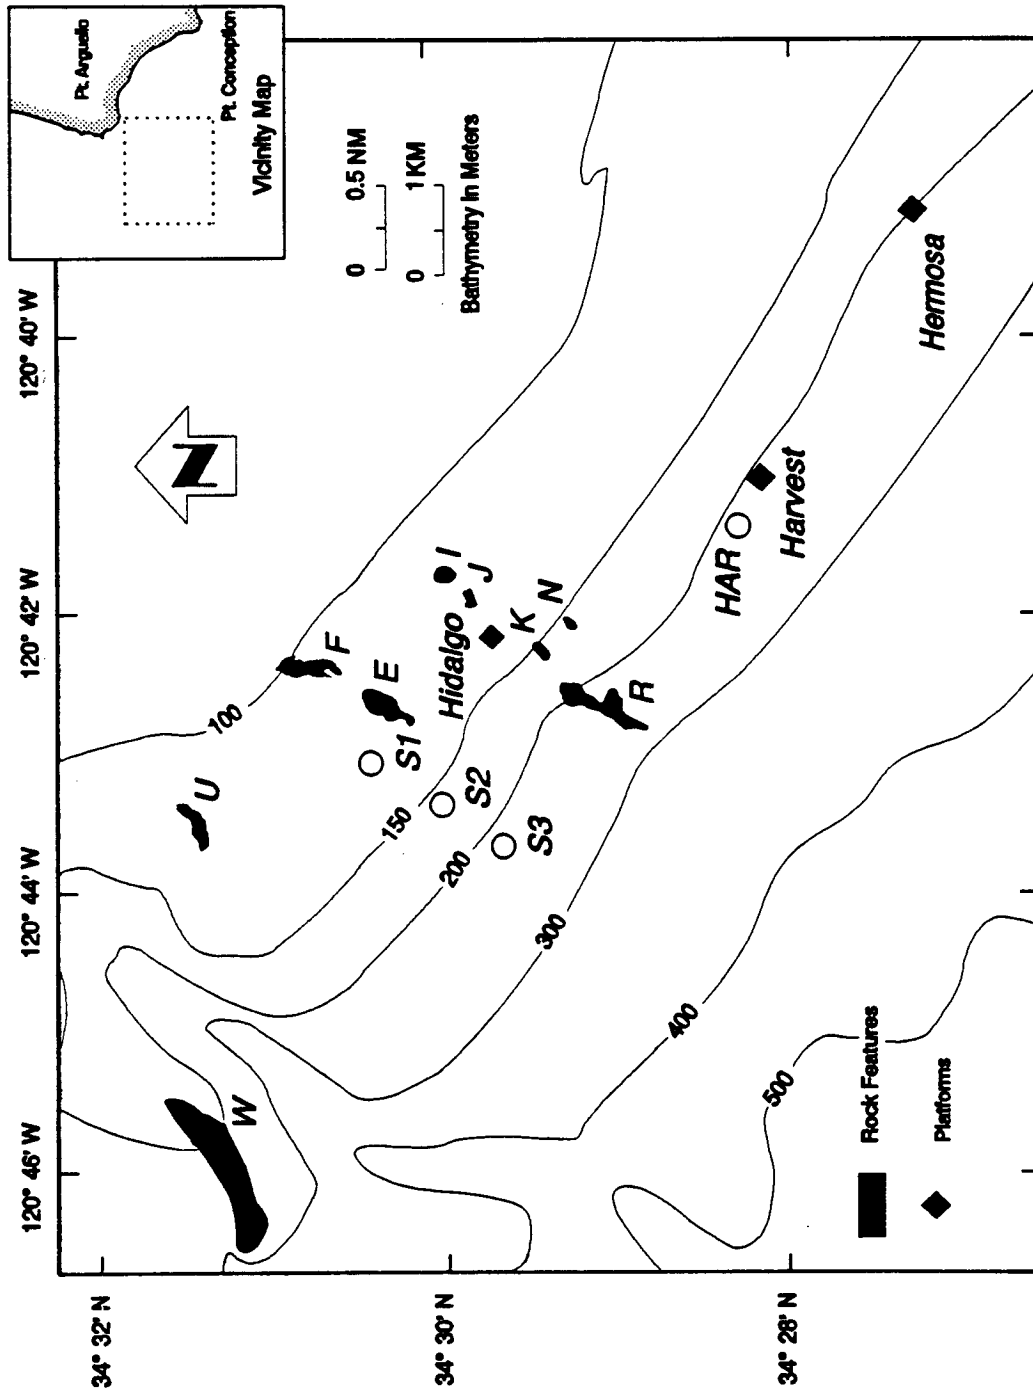 120° 46' W
120° 44' W
120° 42' W
120° 40' W
34° 32' N
34° 30' N
34° 28' N
Pt. Arguello
Pt. Conception
Vicinity Map
N
0 0.5 NM
0 1 KM
Bathymetry in Meters
W
U
F
E
S1
S2
S3
I
J
Hidalgo
K
N
R
HAR
Harvest
Hermosa
100
150
200
300
400
500
Rock Features
Platforms